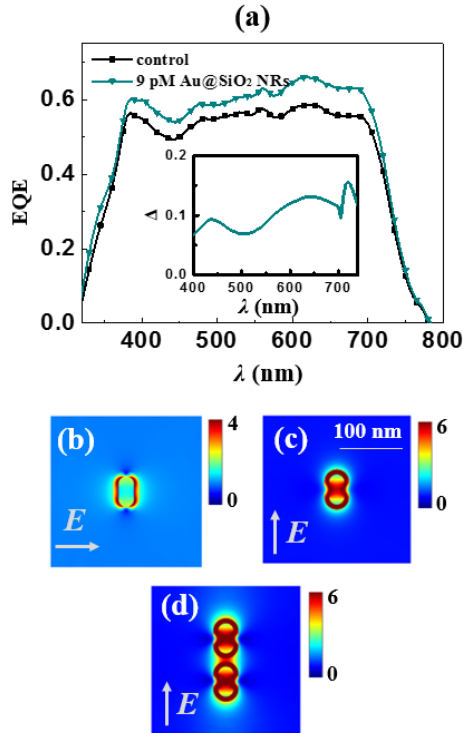 (a)
control
9 pM Au@SiO₂ NRs
0.6
0.4
0.2
0.0
EQE
0.2
0.1
0.0
Δ
400 500 600 700
λ (nm)
400 500 600 700 800
λ (nm)
(b)
4
0
E
(c)
100 nm
6
0
E
(d)
6
0
E